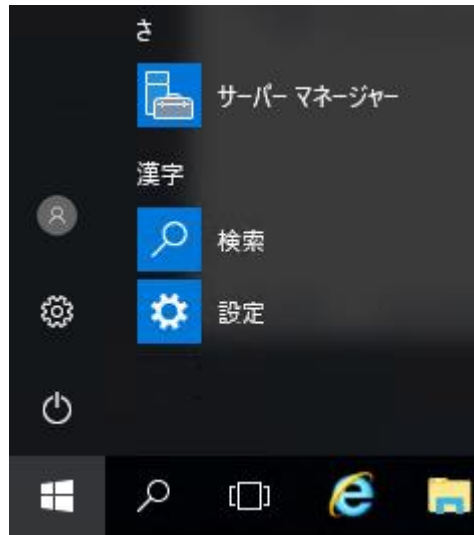 さ
サーバー マネージャー
漢字
検索
設定